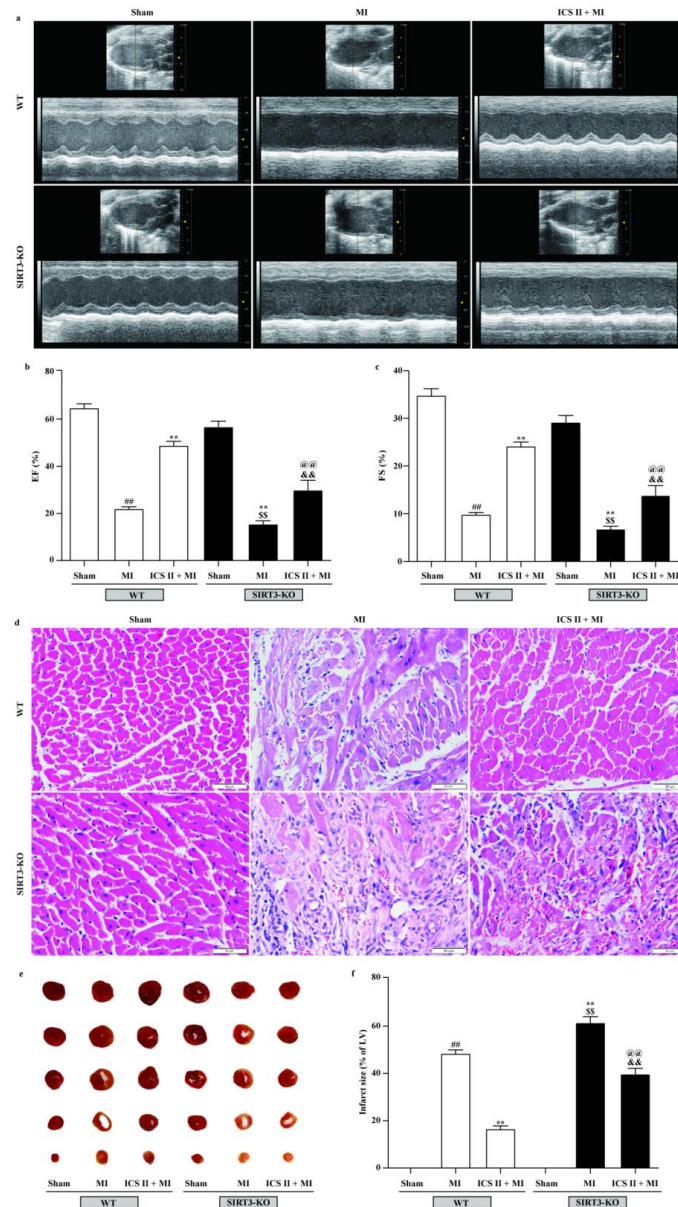 a
Sham MI ICS II + MI
WT
SIRT3-KO
b
80
60
40
20
0
EF (%)
##
**
**
$$
@@
&&
Sham MI ICS II + MI Sham MI ICS II + MI
WT SIRT3-KO
c
40
30
20
10
0
FS (%)
##
**
**
$$
@@
&&
Sham MI ICS II + MI Sham MI ICS II + MI
WT SIRT3-KO
d
Sham MI ICS II + MI
WT
SIRT3-KO
e
Sham MI ICS II + MI Sham MI ICS II + MI
WT SIRT3-KO
f
80
60
40
20
0
Infarct size (% of LV)
##
**
**
$$
@@
&&
Sham MI ICS II + MI Sham MI ICS II + MI
WT SIRT3-KO